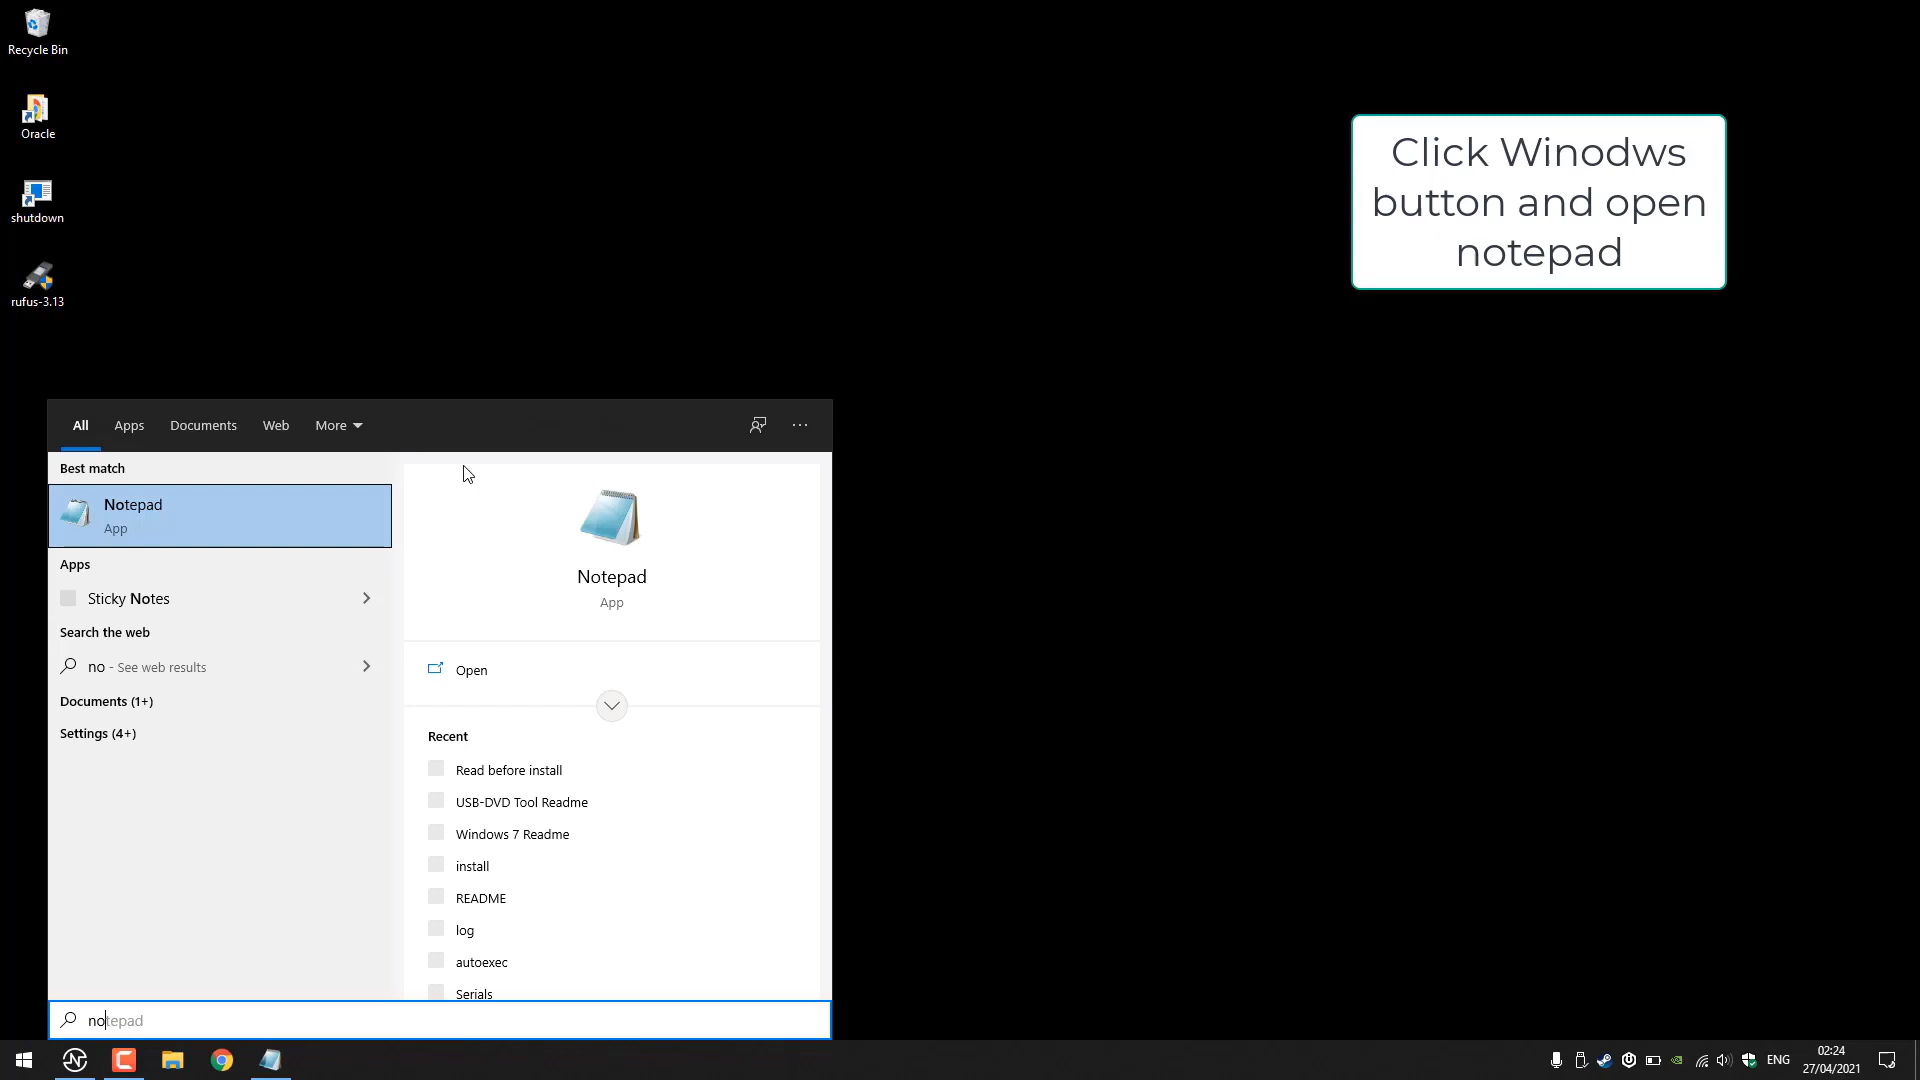 Recycle Bin
Oracle
shutdown
rufus-3.13
Click Winodws
button and open
notepad
All Apps Documents Web More
Best match
Notepad
App
Apps
Sticky Notes
Search the web
no - See web results
Documents (1+)
Settings (4+)
Notepad
App
Open
Recent
Read before install
USB-DVD Tool Readme
Windows 7 Readme
install
README
log
autoexec
Serials
notepad
ENG
02:24
27/04/2021